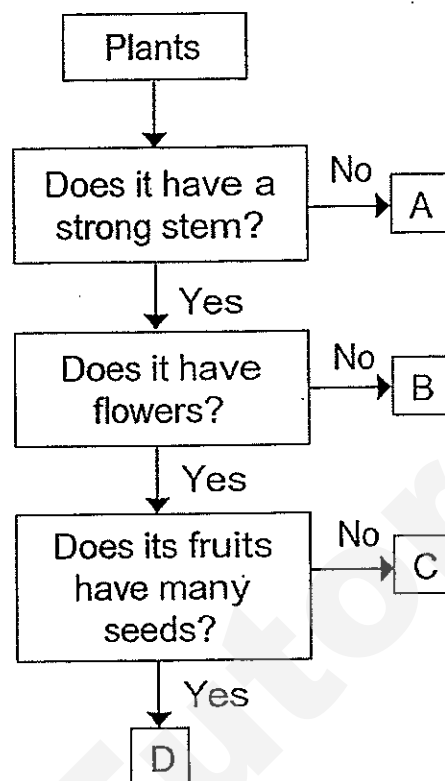 Plants
Does it have a
strong stem?
No
A
Yes
Does it have
flowers?
No
B
Yes
Does its fruits
have many
seeds?
No
C
Yes
D
Tutor